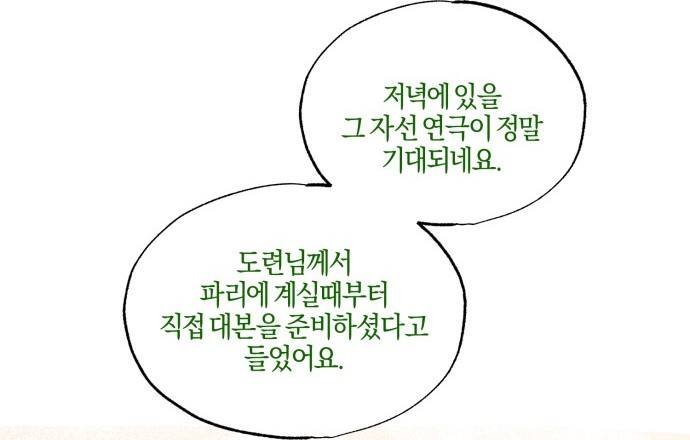 저녁에 있을
그 자선 연극이 정말
기대되네요.
도련님께서
파리에 계실때부터
직접 대본을 준비하셨다고
들었어요.